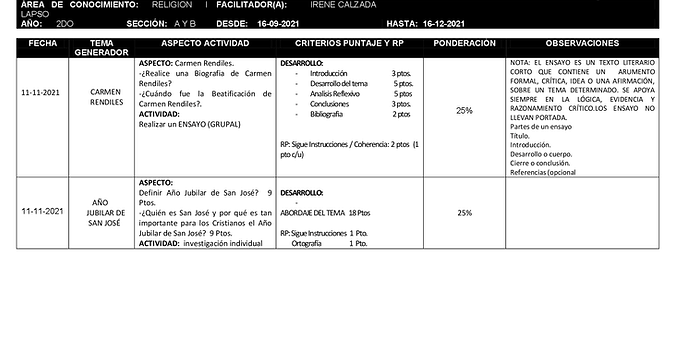 ÁREA DE CONOCIMIENTO: RELIGION I FACILITADOR(A): IRENE CALZADA
LAPSO
AÑO: 2DO SECCIÓN: A Y B DESDE: 16-09-2021 HASTA: 16-12-2021
FECHA TEMA GENERADOR ASPECTO ACTIVIDAD CRITERIOS PUNTAJE Y RP PONDERACIÓN OBSERVACIONES
11-11-2021
CARMEN
RENDILES
ASPECTO: Carmen Rendiles.
-¿Realice una Biografia de Carmen
Rendiles?
-¿Cuándo fue la Beatificación de
Carmen Rendiles?.
ACTIVIDAD:
Realizar un ENSAYO (GRUPAL)
DESARROLLO:
- Introducción 3 ptos.
- Desarrollo del tema 5 ptos.
- Analisis Reflexivo 5 ptos
- Conclusiones 3 ptos.
- Bibliografia 2 ptos
RP: Sigue Instrucciones / Coherencia: 2 ptos (1
pto c/u)
25%
NOTA: EL ENSAYO ES UN TEXTO LITERARIO
CORTO QUE CONTIENE UN ARUMENTO
FORMAL, CRÍTICA, IDEA O UNA AFIRMACIÓN,
SOBRE UN TEMA DETERMINADO. SE APOYA
SIEMPRE EN LA LÓGICA, EVIDENCIA Y
RAZONAMIENTO CRÍTICO.LOS ENSAYO NO
LLEVAN PORTADA.
Partes de un ensayo
Título.
Introducción.
Desarrollo o cuerpo.
Cierre o conclusión.
Referencias (opcional
11-11-2021
AÑO
JUBILAR DE
SAN JOSÉ
ASPECTO:
Definir Año Jubilar de San José? 9
Ptos.
-¿Quién es San José y por qué es tan
importante para los Cristianos el Año
Jubilar de San José? 9 Ptos.
ACTIVIDAD: investigación individual
DESARROLLO:
-
ABORDAJE DEL TEMA 18 Ptos
RP: Sigue Instrucciones 1 Pto.
Ortografía 1 Pto.
25%